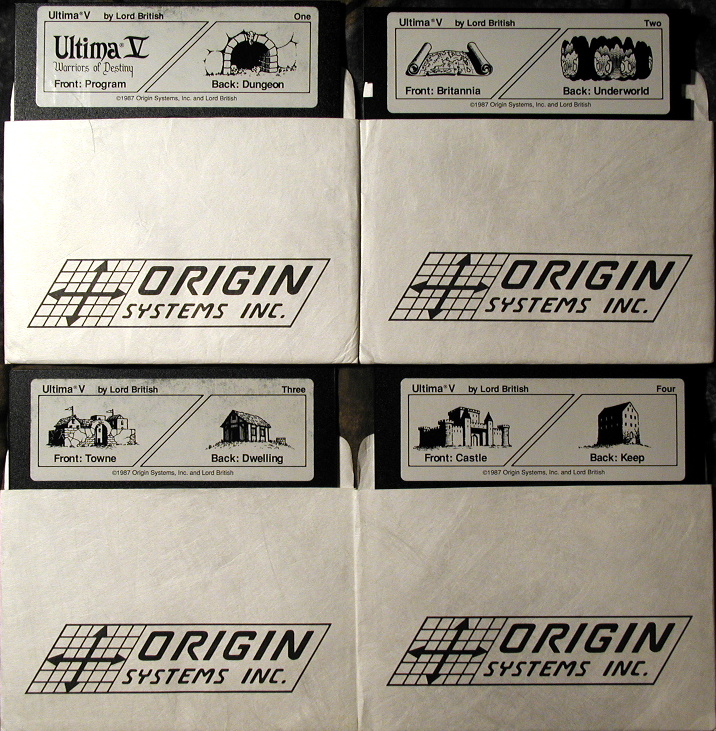 Ultima® V by Lord British One
Ultima® V
Warriors of Destiny
Front: Program Back: Dungeon
©1987 Origin Systems, Inc. and Lord British
ORIGIN
SYSTEMS INC.
Ultima® V by Lord British Two
Front: Britannia Back: Underworld
©1987 Origin Systems, Inc. and Lord British
ORIGIN
SYSTEMS INC.
Ultima® V by Lord British Three
Front: Towne Back: Dwelling
©1987 Origin Systems, Inc. and Lord British
ORIGIN
SYSTEMS INC.
Ultima® V by Lord British Four
Front: Castle Back: Keep
©1987 Origin Systems, Inc. and Lord British
ORIGIN
SYSTEMS INC.